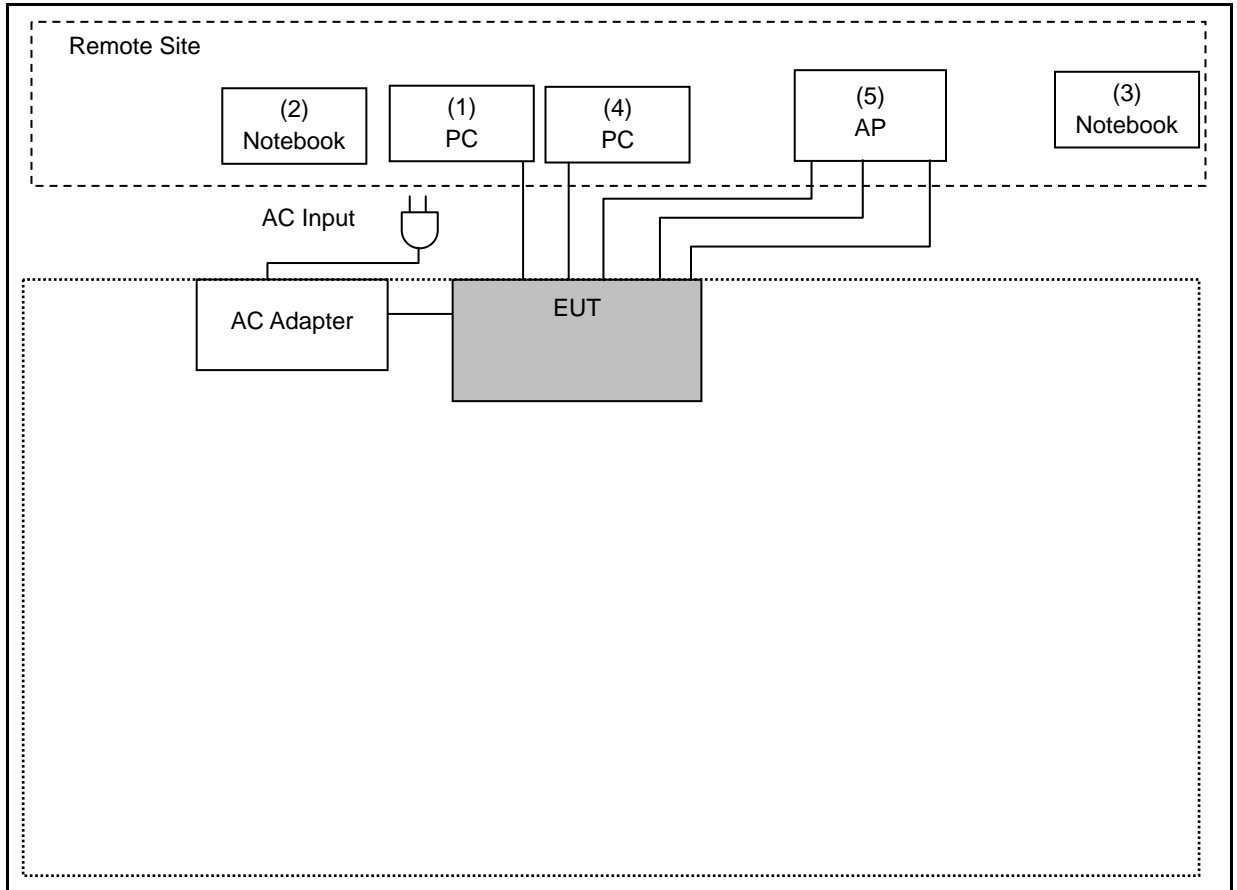 Remote Site
(2)
Notebook
(1)
PC
(4)
PC
(5)
AP
(3)
Notebook
AC Input
AC Adapter
EUT